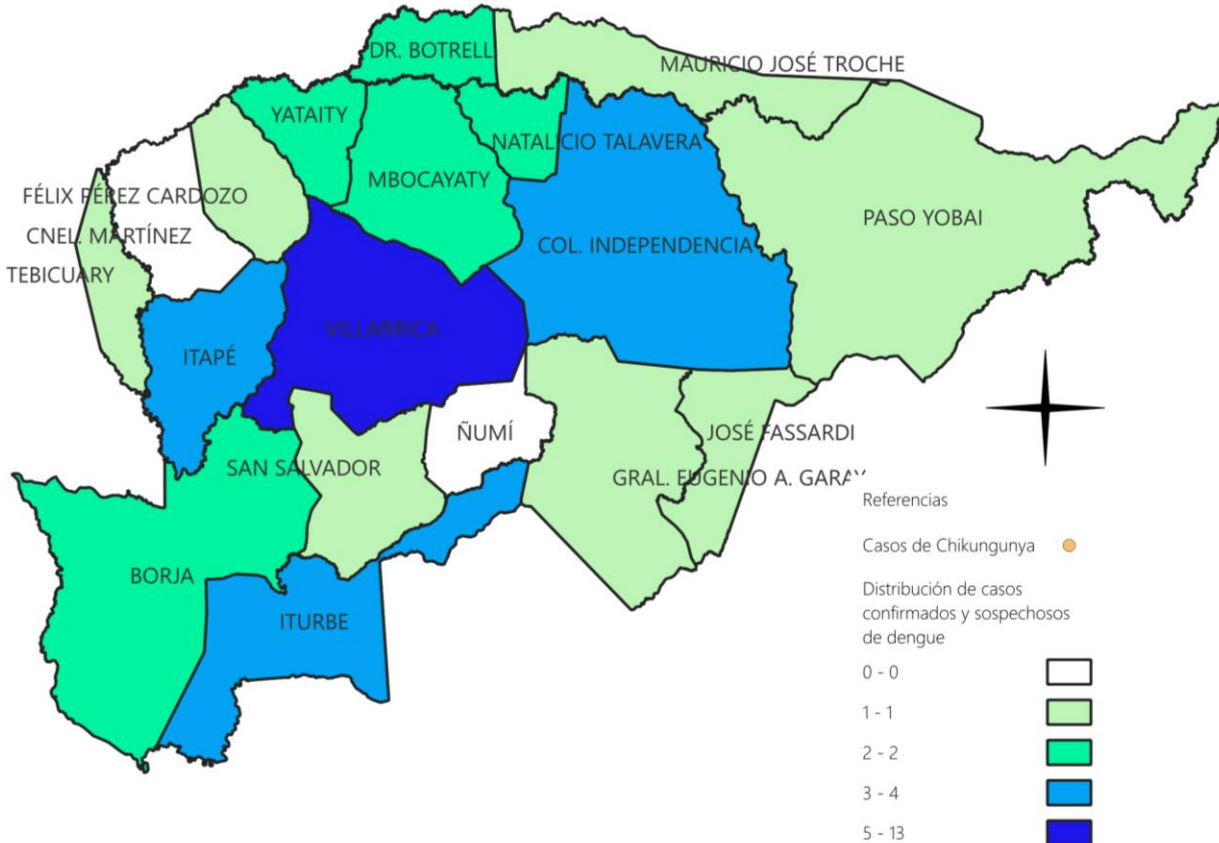 DR. BOTRELL
MAURICIO JOSÉ TROCHE
YATAITY
NATALICIO TALAVERA
MBOCAYATY
FÉLIX PÉREZ CARDOZO
PASO YOBAI
CNEL. MARTÍNEZ
COL. INDEPENDENCIA
TEBICUARY
VILLARRICA
ITAPÉ
ÑUMÍ
JOSÉ FASSARDI
SAN SALVADOR
GRAL. EUGENIO A. GARAY
BORJA
ITURBE
Referencias
Casos de Chikungunya
Distribución de casos
confirmados y sospechosos
de dengue
0 - 0
1 - 1
2 - 2
3 - 4
5 - 13